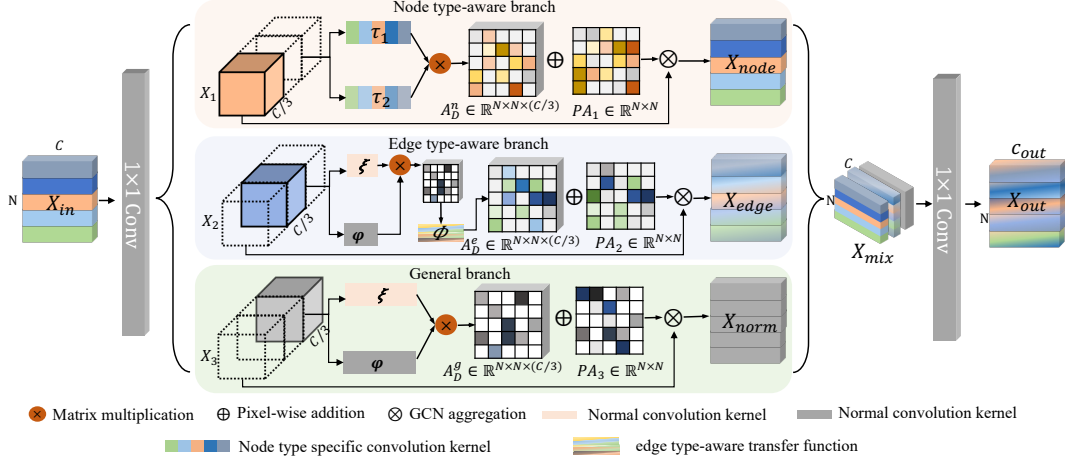 Node type-aware branch
X_1
C/3
τ_1
τ_2
A_D^n ∈ ℝ^{N×N×(C/3)}
PA_1 ∈ ℝ^{N×N}
X_node
C
N
X_in
1×1 Conv
Edge type-aware branch
X_2
C/3
ξ
φ
Φ
A_D^e ∈ ℝ^{N×N×(C/3)}
PA_2 ∈ ℝ^{N×N}
X_edge
General branch
X_3
C/3
ξ
φ
A_D^g ∈ ℝ^{N×N×(C/3)}
PA_3 ∈ ℝ^{N×N}
X_norm
C
N
X_mix
1×1 Conv
c_out
N
X_out
Matrix multiplication
Pixel-wise addition
GCN aggregation
Normal convolution kernel
Normal convolution kernel
Node type specific convolution kernel
edge type-aware transfer function